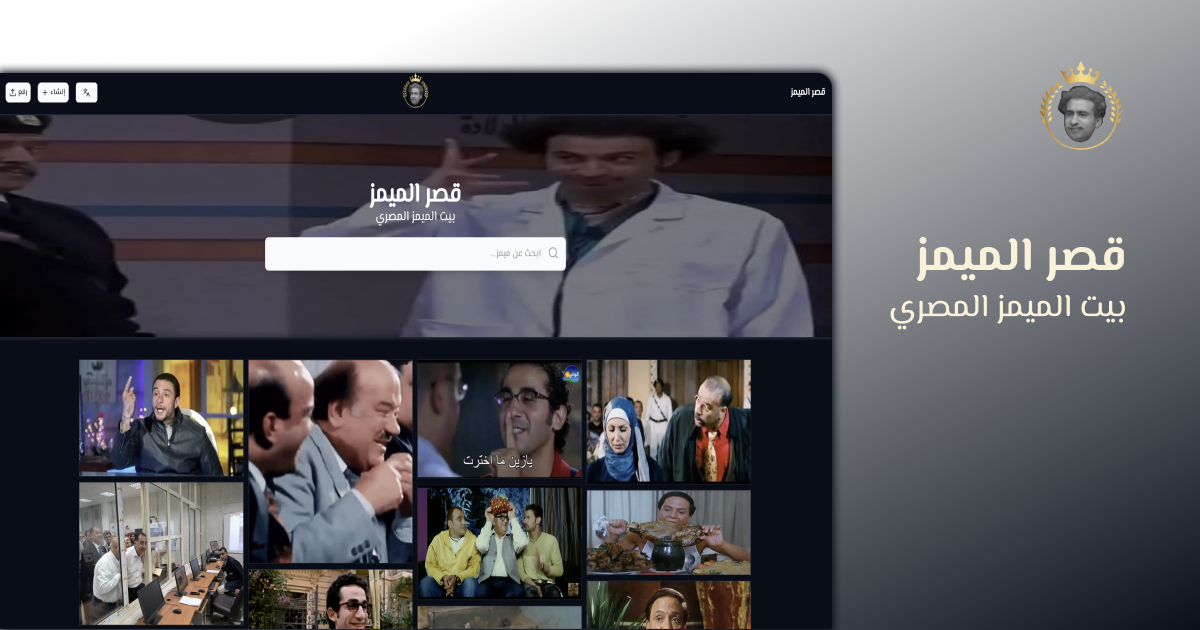 قصر الميمز
إنشاء +
رفع
قصر الميمز
بيت الميمز المصري
ابحث عن ميمز...
يازين ما اخترت
قصر الميمز
بيت الميمز المصري